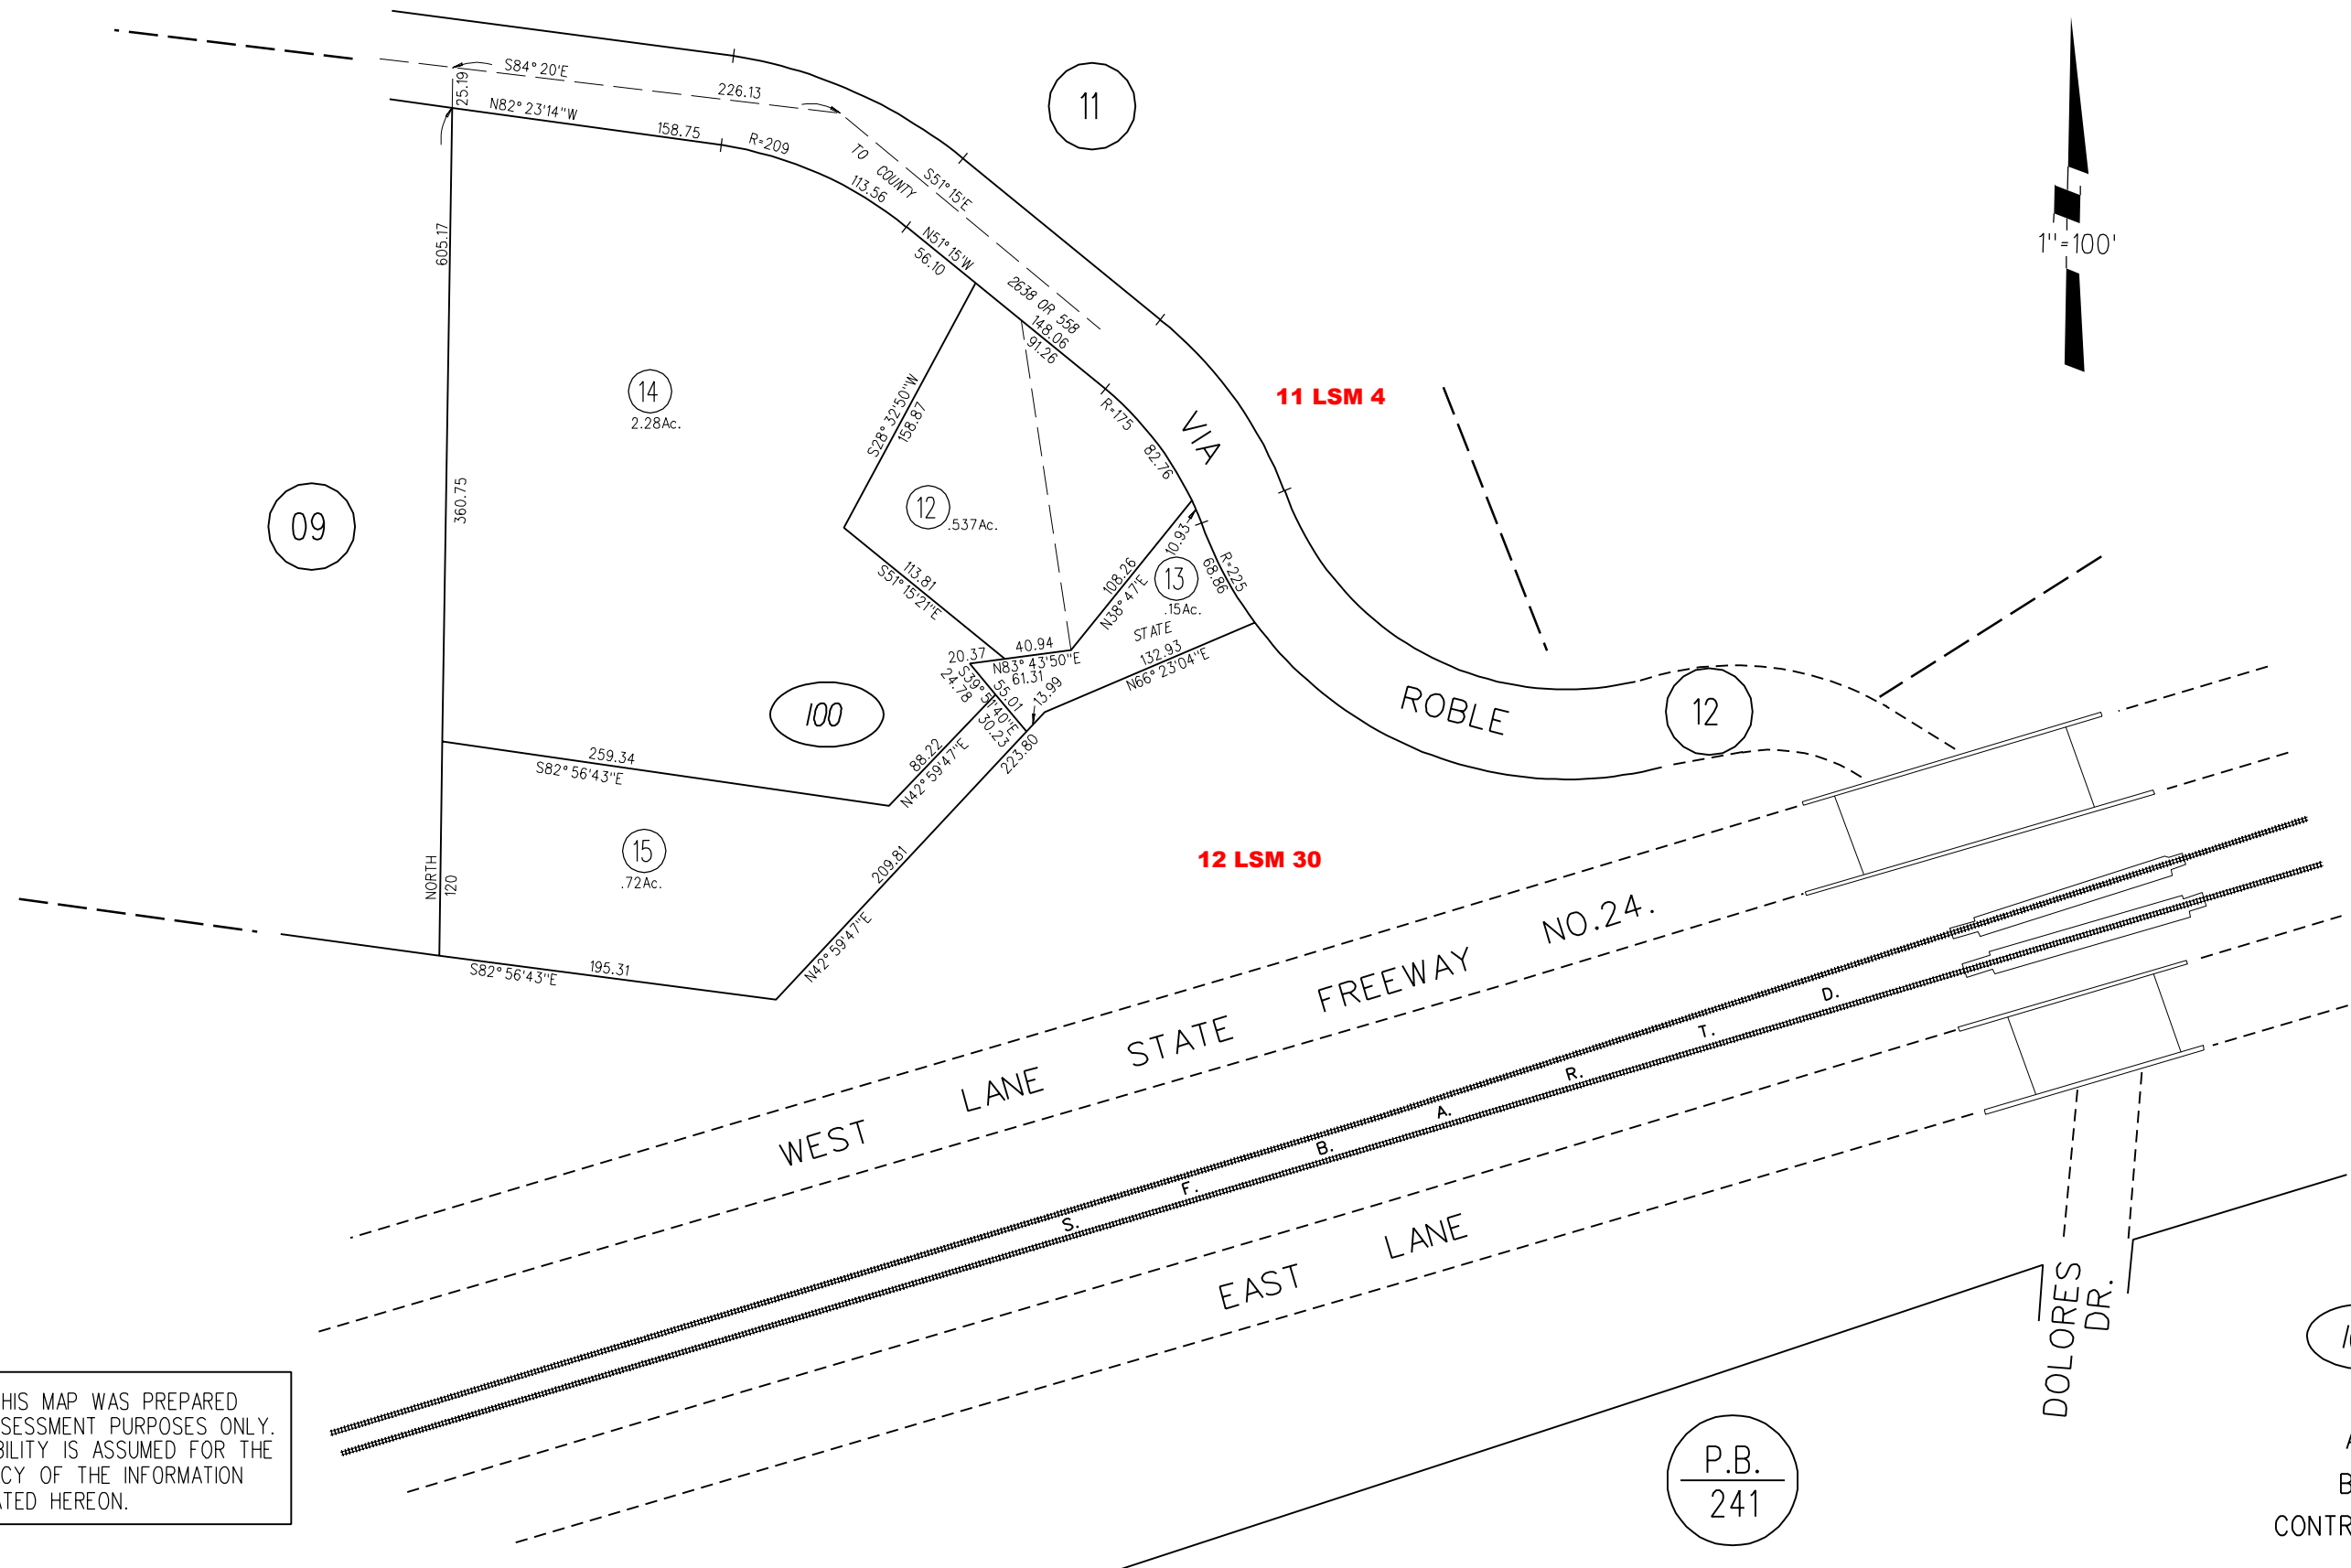 S84°20'E
226.13
25.19
N82°23'14"W
158.75
R=209
113.56
TO COUNTY
S51°15'E
N51°15'W
56.10
2638 OR 558
148.06
91.26
11
1"=100'
605.17
360.75
14
2.28Ac.
S28°32'50"W
158.87
R=175
82.76
VIA
11 LSM 4
09
12
.537Ac.
113.81
S51°15'21"E
108.26
N38°47'E
10.93
13
.15Ac.
STATE
R=225
68.86
132.93
N66°23'04"E
20.37
40.94
N83°43'50"E
61.31
S39°51'40"E
24.78
55.01
30.23
13.99
223.80
100
ROBLE
12
259.34
S82°56'43"E
88.22
N42°59'47"E
15
.72Ac.
NORTH
120
209.81
N42°59'47"E
S82°56'43"E
195.31
12 LSM 30
WEST LANE STATE FREEWAY NO.24.
S. F. B. A. R. T. D.
EAST LANE
DOLORES
DR.
HIS MAP WAS PREPARED
SESSMENT PURPOSES ONLY.
BILITY IS ASSUMED FOR THE
CY OF THE INFORMATION
ATED HEREON.
P.B.
241
B
CONTR